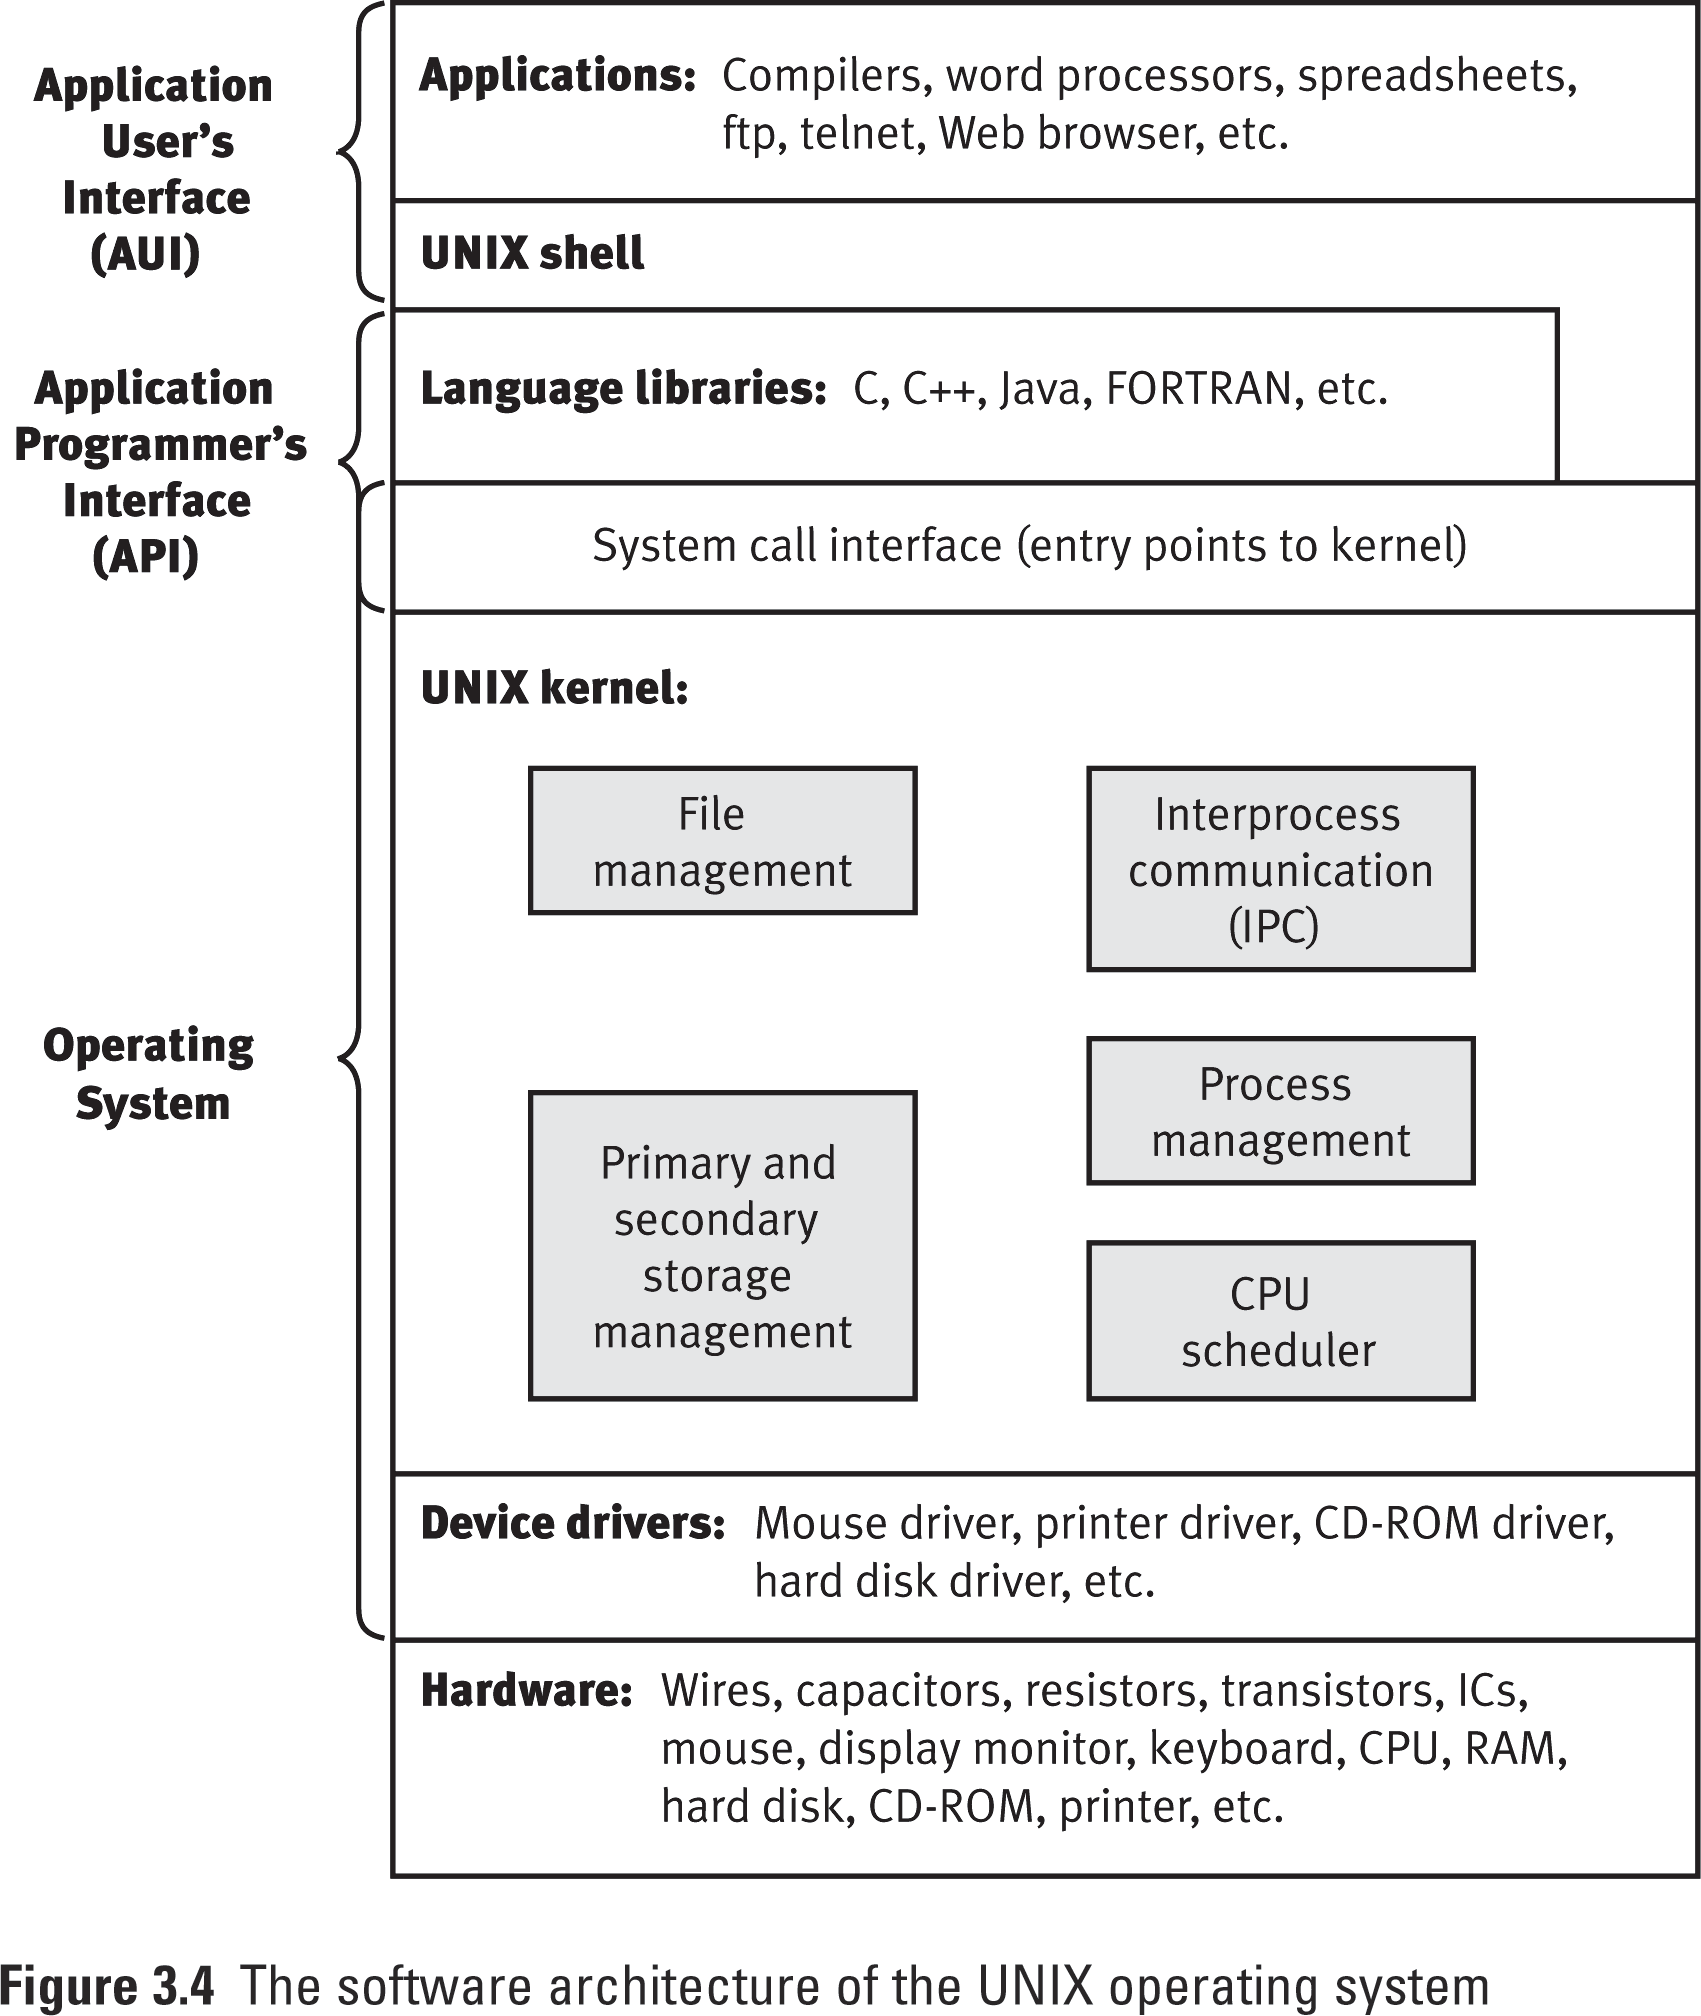 Application
User's
Interface
(AUI)
Applications: Compilers, word processors, spreadsheets,
ftp, telnet, Web browser, etc.
UNIX shell
Application
Programmer's
Interface
(API)
Language libraries: C, C++, Java, FORTRAN, etc.
System call interface (entry points to kernel)
Operating
System
UNIX kernel:
File
management
Interprocess
communication
(IPC)
Primary and
secondary
storage
management
Process
management
CPU
scheduler
Device drivers: Mouse driver, printer driver, CD-ROM driver,
hard disk driver, etc.
Hardware: Wires, capacitors, resistors, transistors, ICs,
mouse, display monitor, keyboard, CPU, RAM,
hard disk, CD-ROM, printer, etc.
Figure 3.4 The software architecture of the UNIX operating system